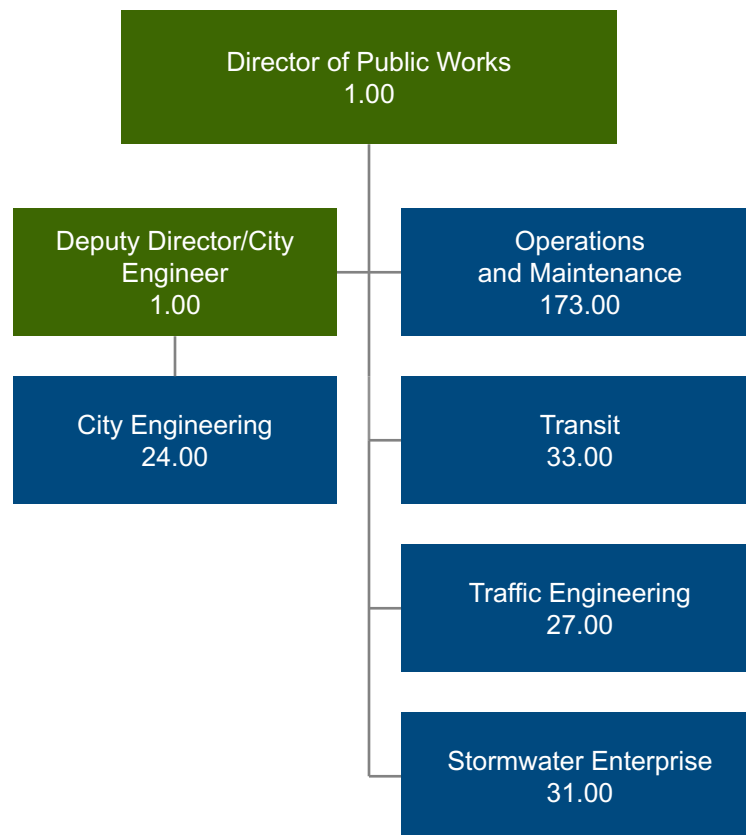 Director of Public Works
1.00
Deputy Director/City
Engineer
1.00
Operations
and Maintenance
173.00
City Engineering
24.00
Transit
33.00
Traffic Engineering
27.00
Stormwater Enterprise
31.00